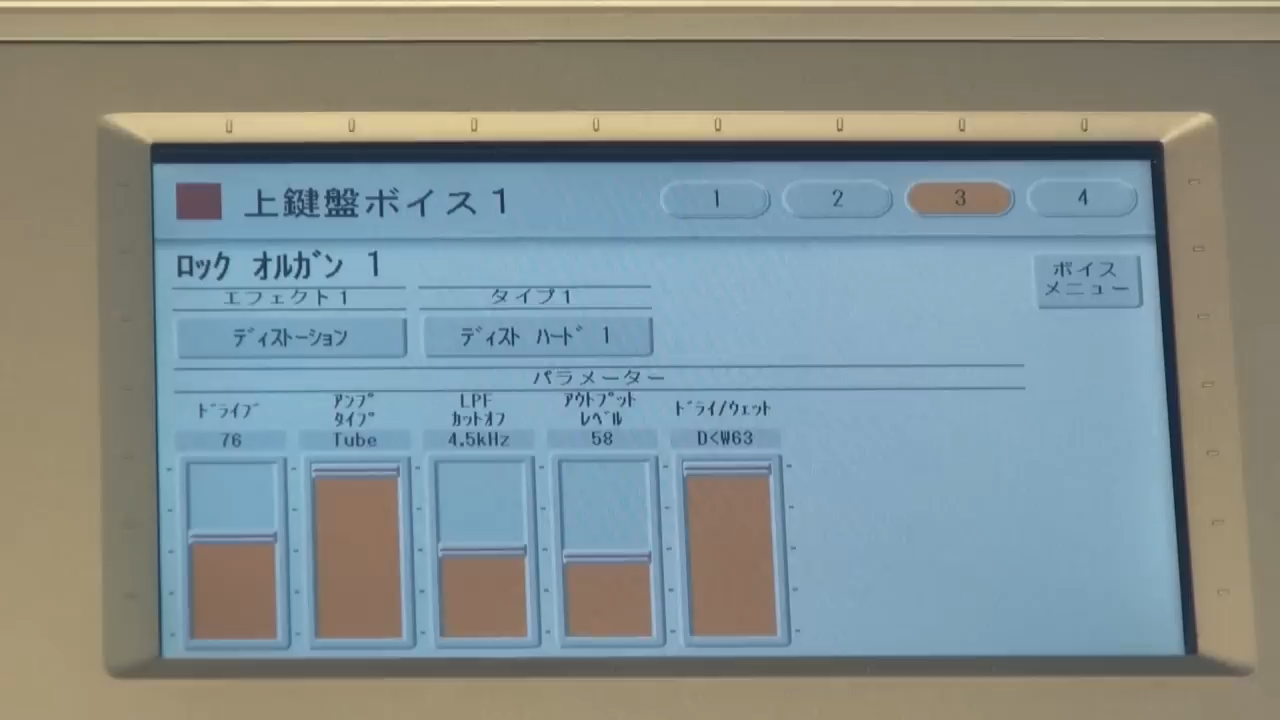 上鍵盤ボイス1
1 2 3 4
ロック オルガン 1
ボイス
メニュー
エフェクト1 タイプ1
ディストーション ディスト ハード 1
パラメーター
ドライブ アンプ タイプ LPF カットオフ アウトプット レベル ドライ/ウェット
76 Tube 4.5kHz 58 D<W63